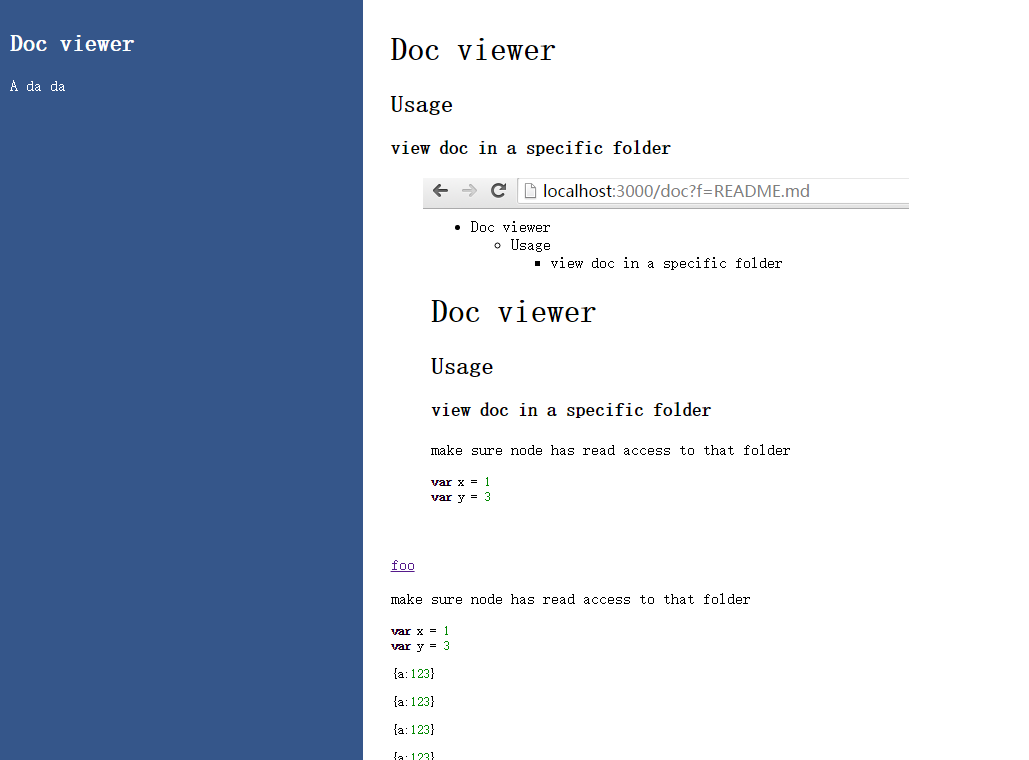 Doc viewer
A da da
Doc viewer
Usage
view doc in a specific folder
localhost:3000/doc?f=README.md
Doc viewer
Usage
view doc in a specific folder
Doc viewer
Usage
view doc in a specific folder
make sure node has read access to that folder
var x = 1
var y = 3
foo
make sure node has read access to that folder
var x = 1
var y = 3
{a:123}
{a:123}
{a:123}
{a:123}